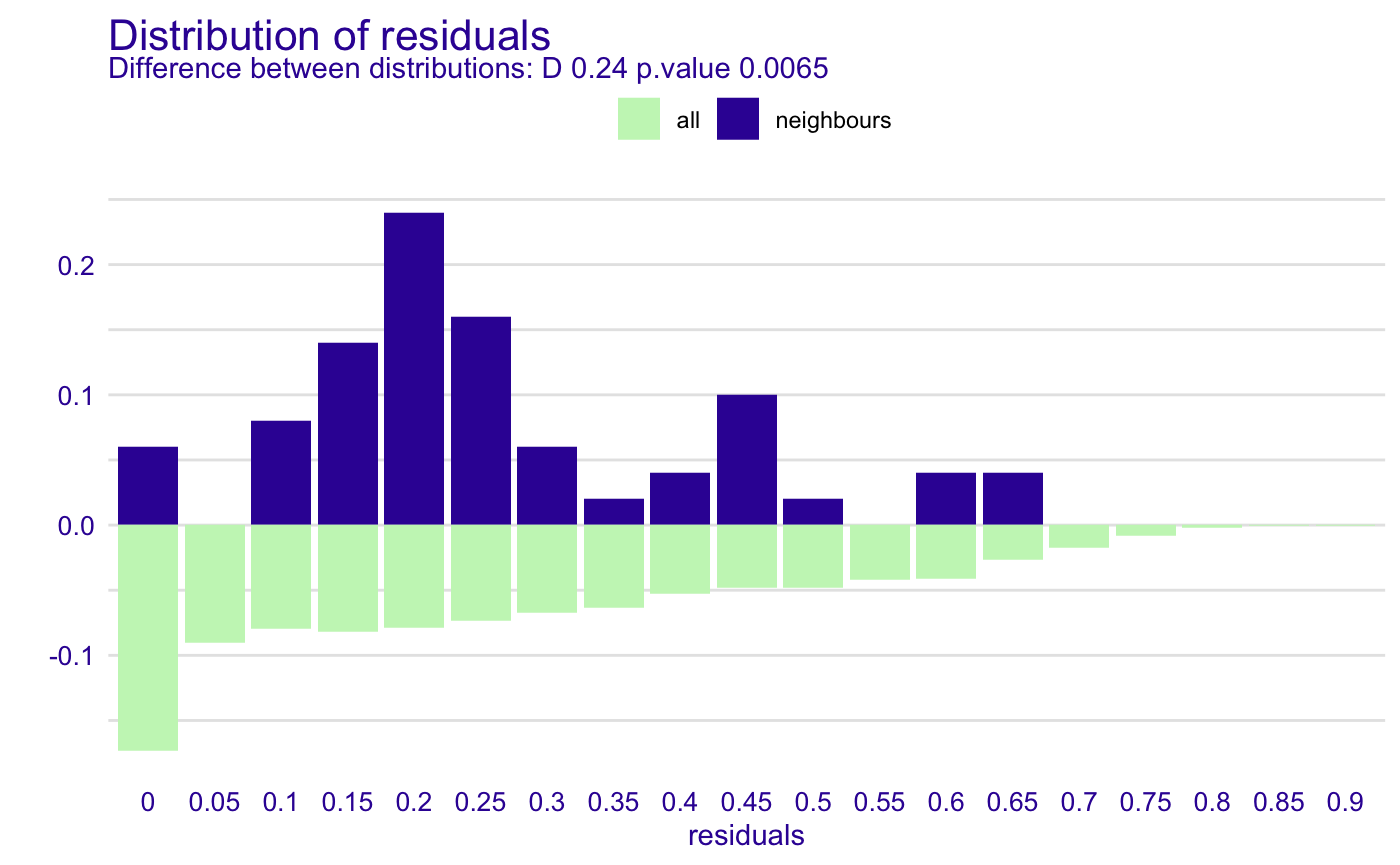 Distribution of residuals
Difference between distributions: D 0.24 p.value 0.0065
all neighbours
0.2
0.1
0.0
-0.1
0 0.05 0.1 0.15 0.2 0.25 0.3 0.35 0.4 0.45 0.5 0.55 0.6 0.65 0.7 0.75 0.8 0.85 0.9
residuals